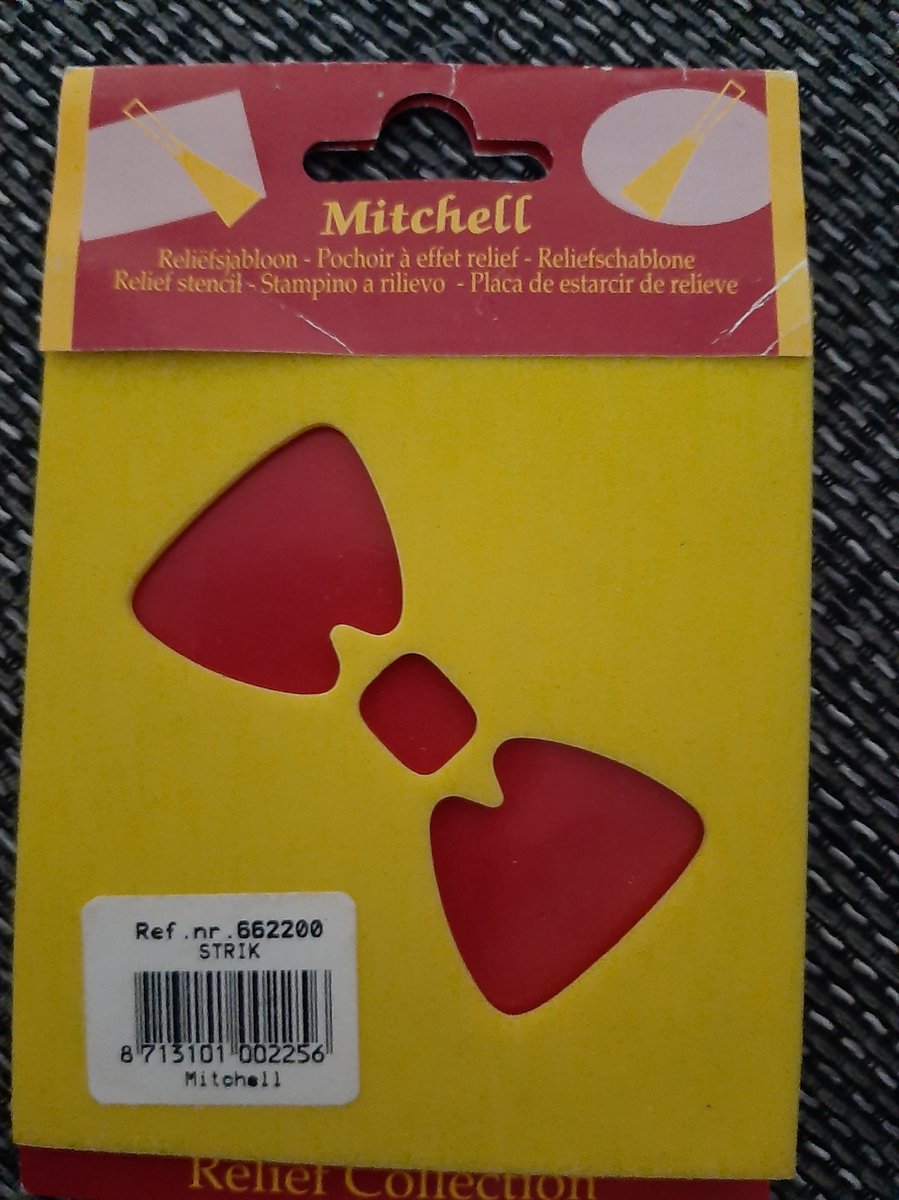 Mitchell
Reliëfsjabloon - Pochoir à effet relief - Reliefschablone
Relief stencil - Stampino a rilievo - Placa de estarcir de relieve
Ref.nr.662200
STRIK
8 713101 002256
Mitchell
Relief Collection